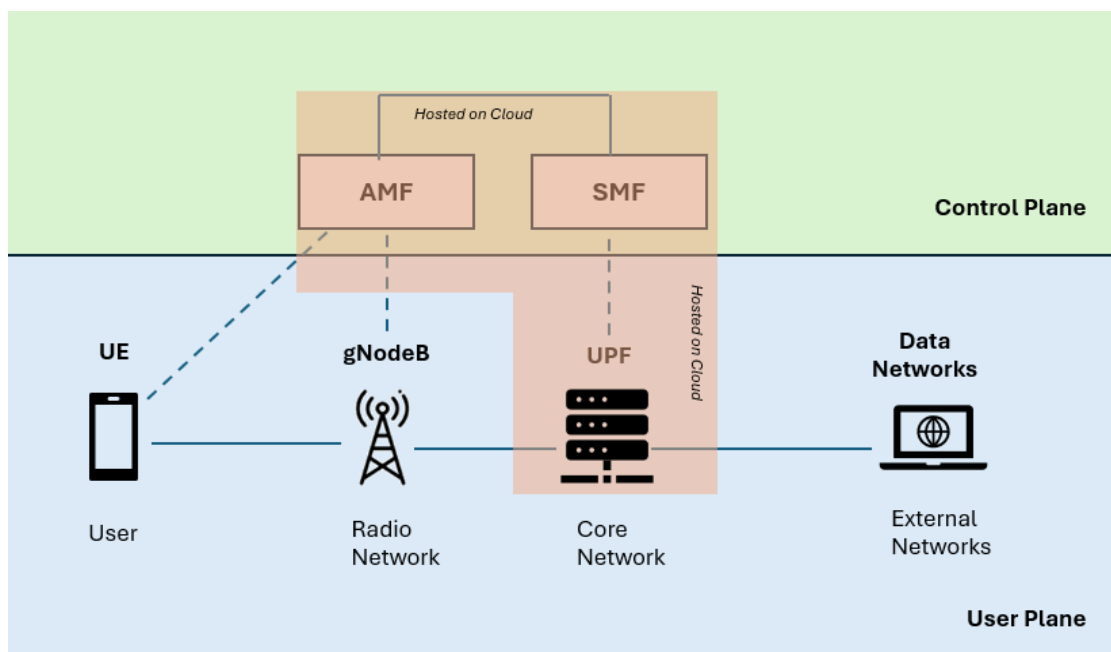 Hosted on Cloud
AMF
SMF
Control Plane
Hosted on Cloud
UE
gNodeB
UPF
Data
Networks
User
Radio
Network
Core
Network
External
Networks
User Plane